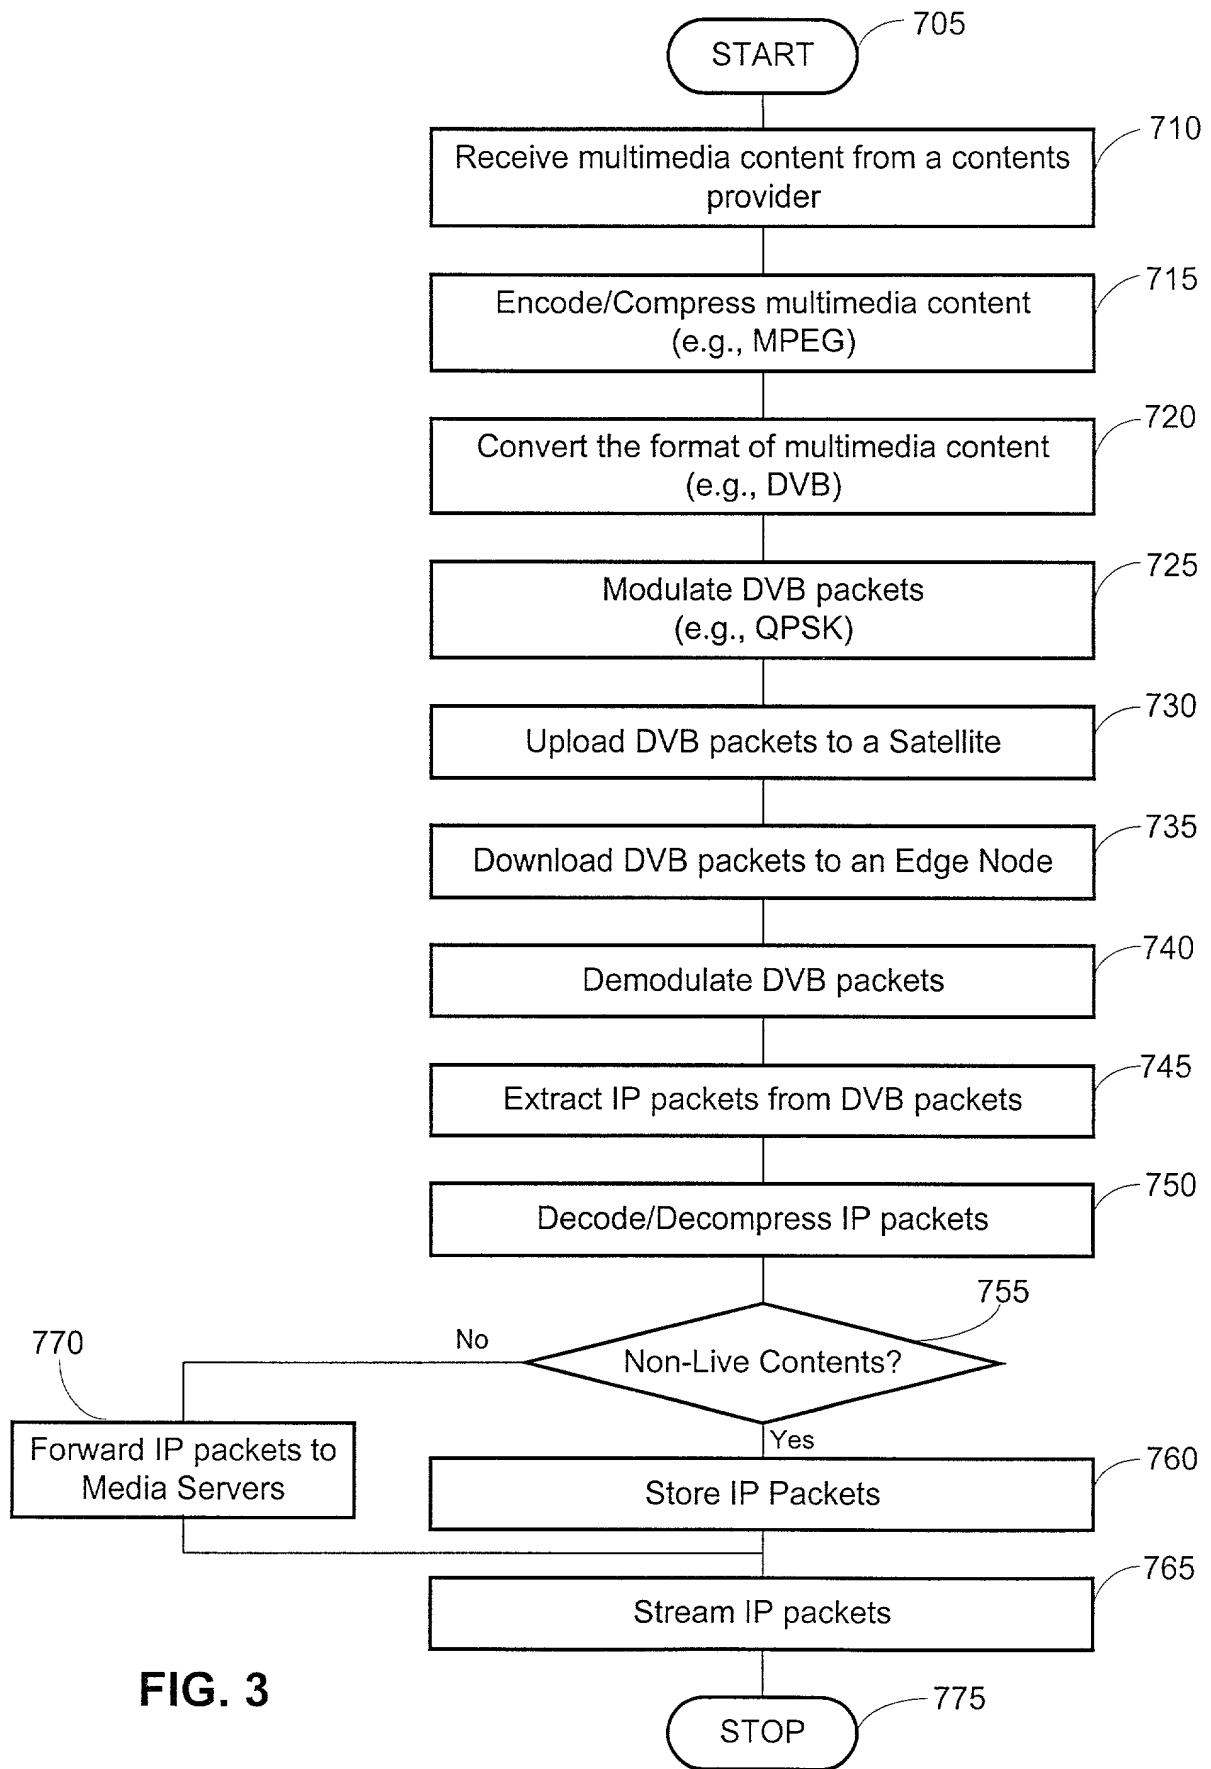 705
START
710
Receive multimedia content from a contents
provider
715
Encode/Compress multimedia content
(e.g., MPEG)
720
Convert the format of multimedia content
(e.g., DVB)
725
Modulate DVB packets
(e.g., QPSK)
730
Upload DVB packets to a Satellite
735
Download DVB packets to an Edge Node
740
Demodulate DVB packets
745
Extract IP packets from DVB packets
750
Decode/Decompress IP packets
755
Non-Live Contents?
No
770
Forward IP packets to
Media Servers
Yes
760
Store IP Packets
765
Stream IP packets
775
STOP
FIG. 3